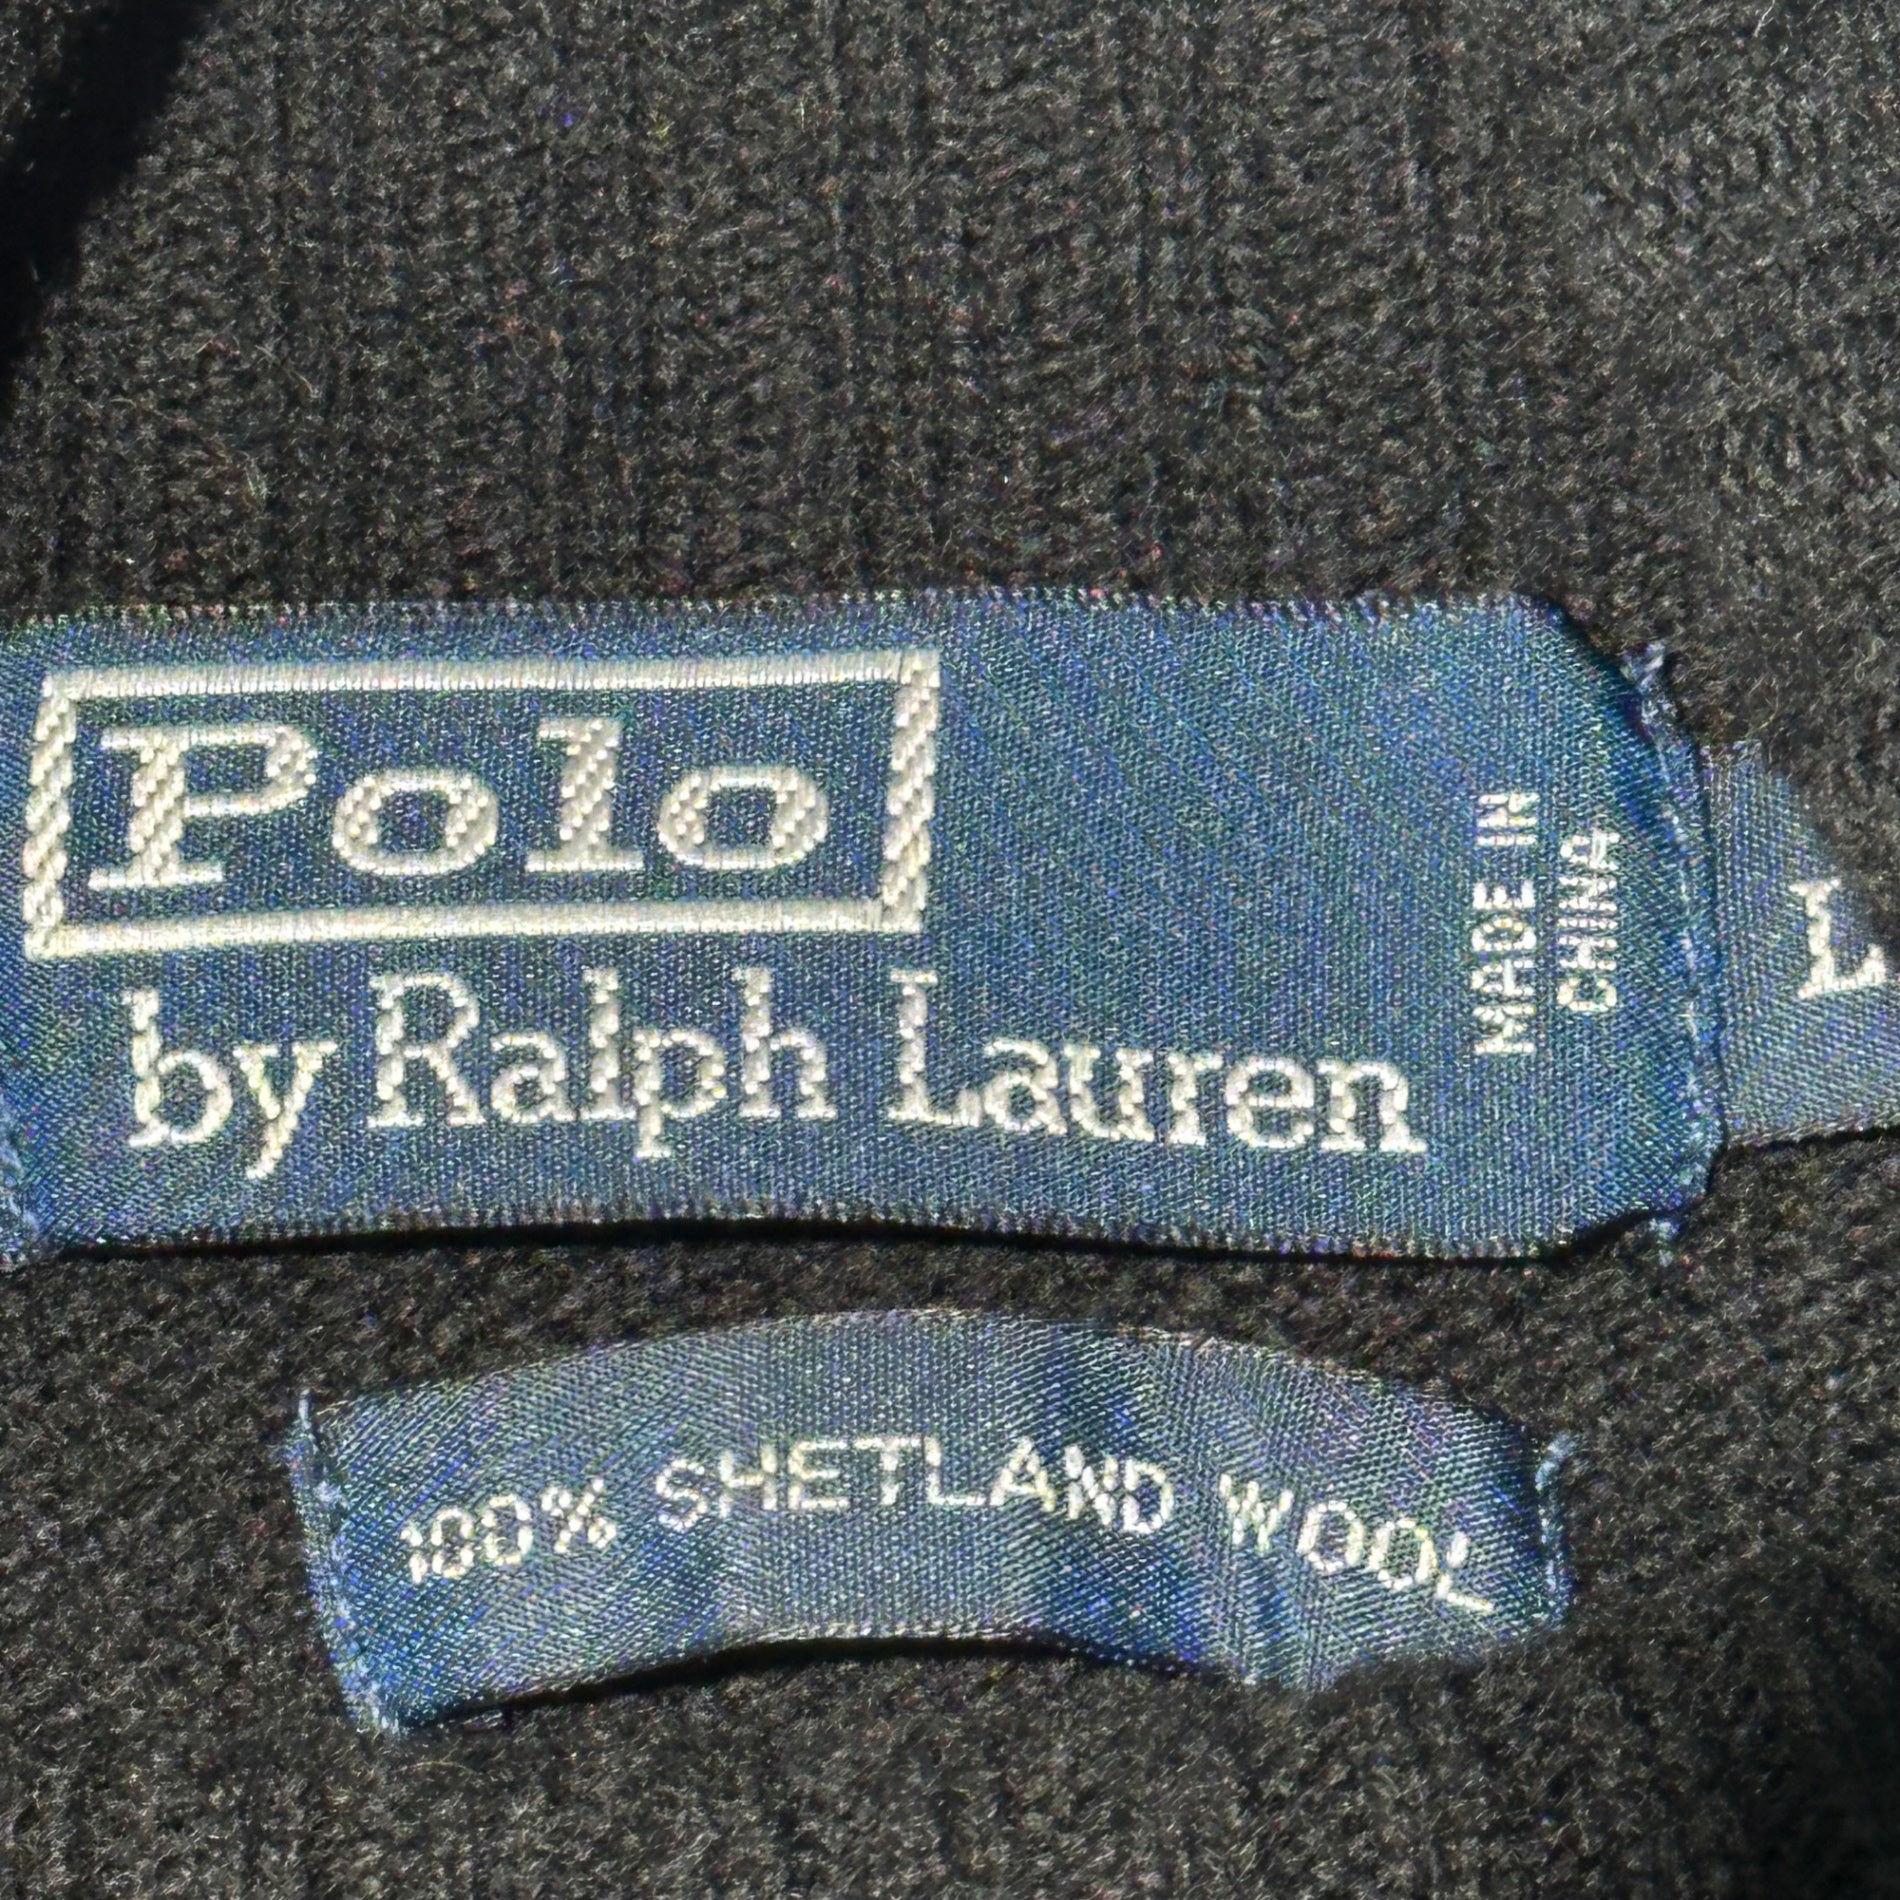 Polo
by Ralph Lauren
MADE IN
CHINA
L
100% SHETLAND WOOL